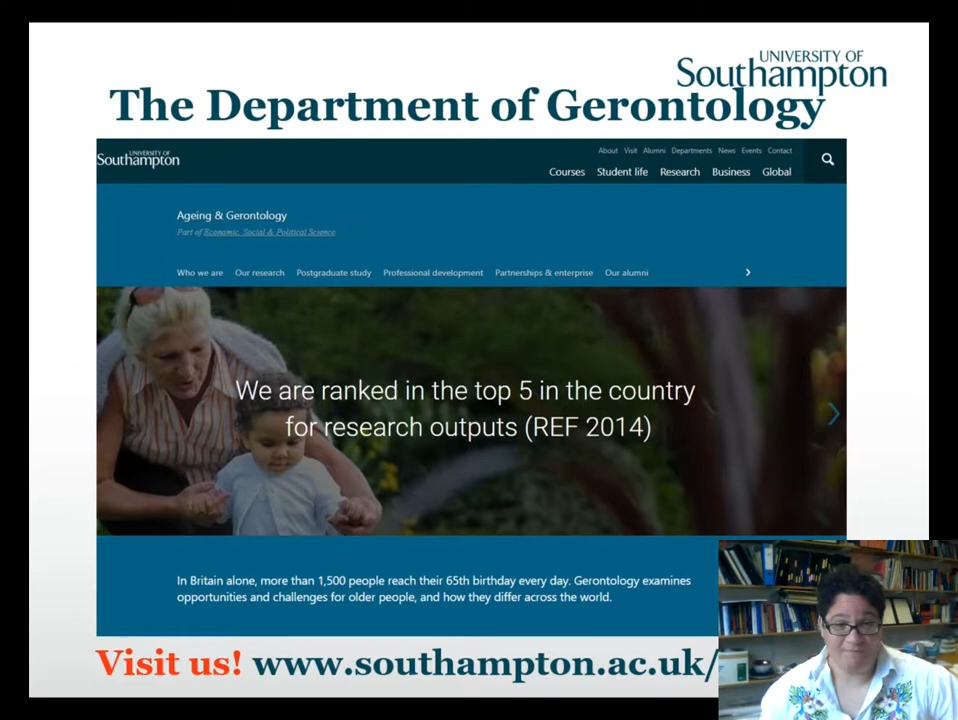 UNIVERSITY OF
Southampton
The Department of Gerontology
UNIVERSITY OF
Southampton
About Visit Alumni Departments News Events Contact
Courses Student life Research Business Global
Ageing & Gerontology
Part of Economic, Social & Political Science
Who we are Our research Postgraduate study Professional development Partnerships & enterprise Our alumni
We are ranked in the top 5 in the country
for research outputs (REF 2014)
In Britain alone, more than 1,500 people reach their 65th birthday every day. Gerontology examines
opportunities and challenges for older people, and how they differ across the world.
Visit us! www.southampton.ac.uk/